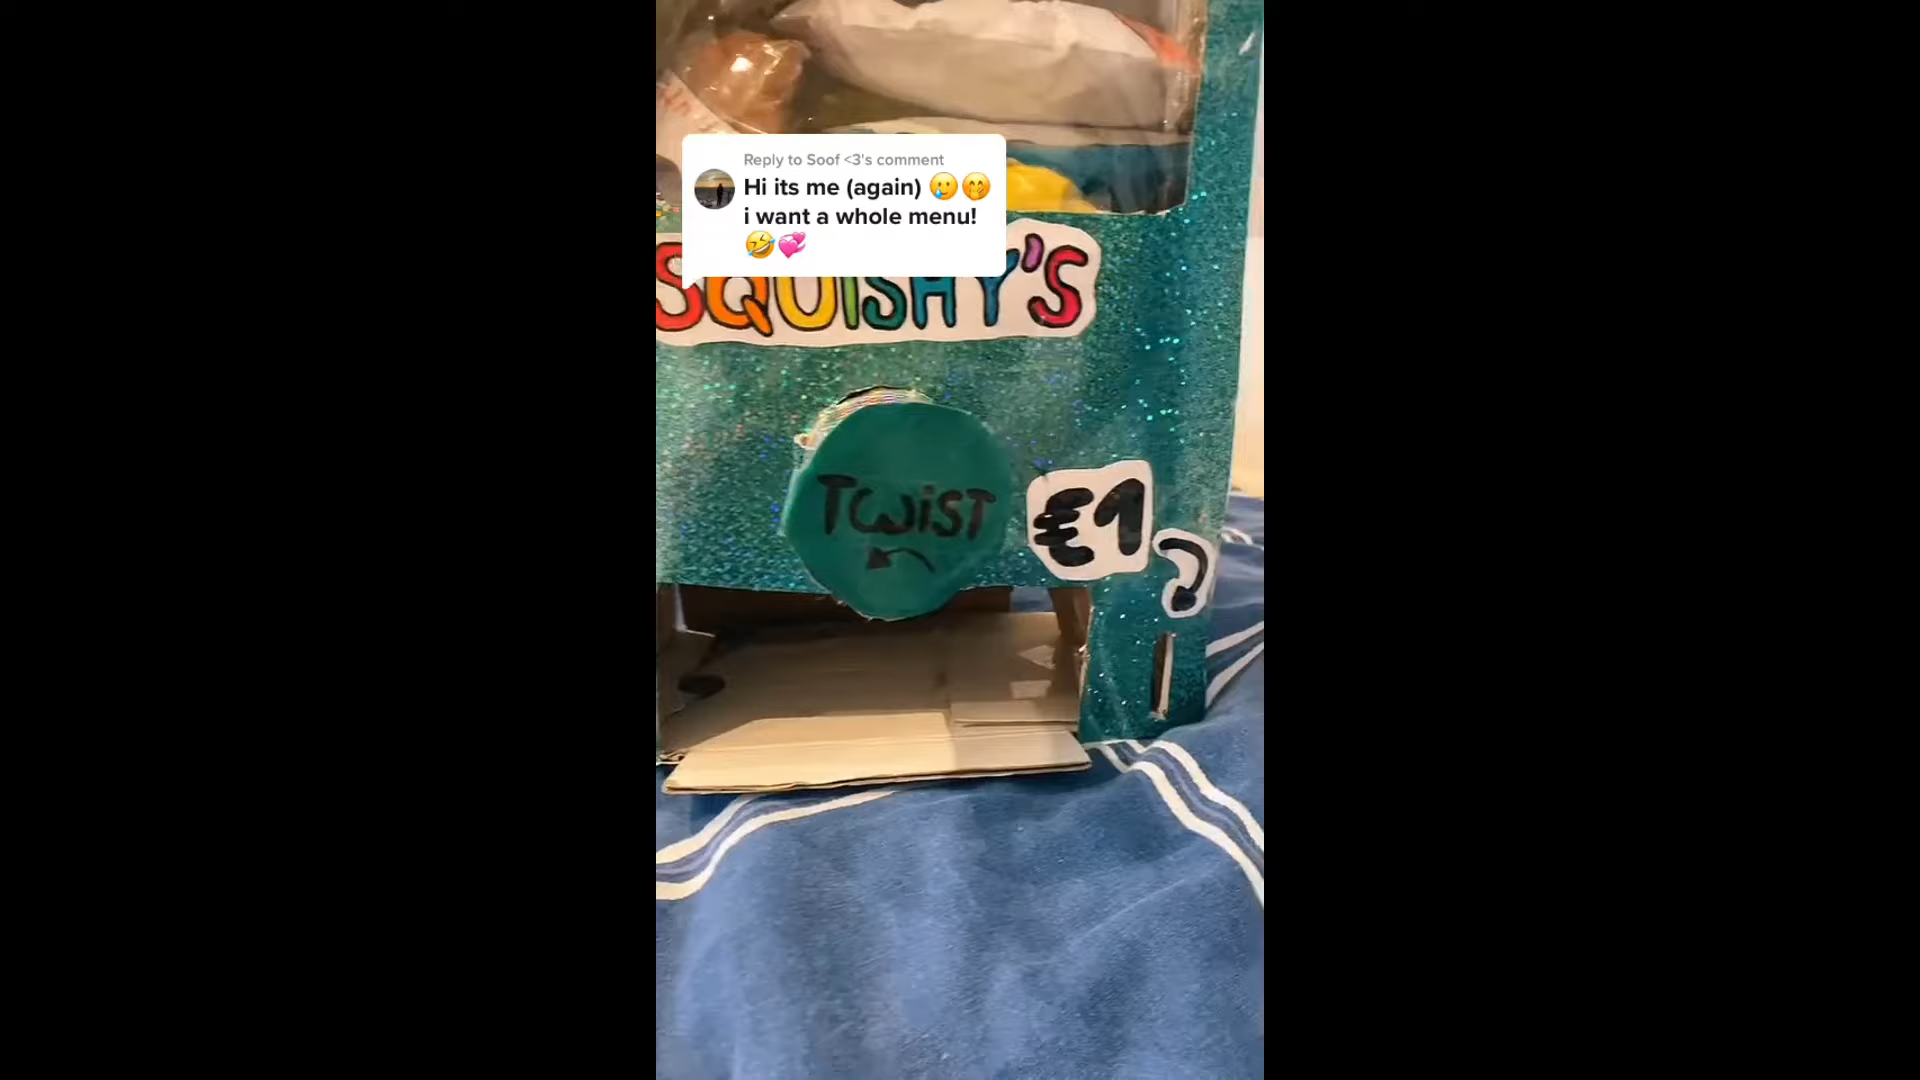 Reply to Soof <3's comment
Hi its me (again) 🥲🤭
i want a whole menu!
🤣💞
SQUISHY'S
TWiST
€1